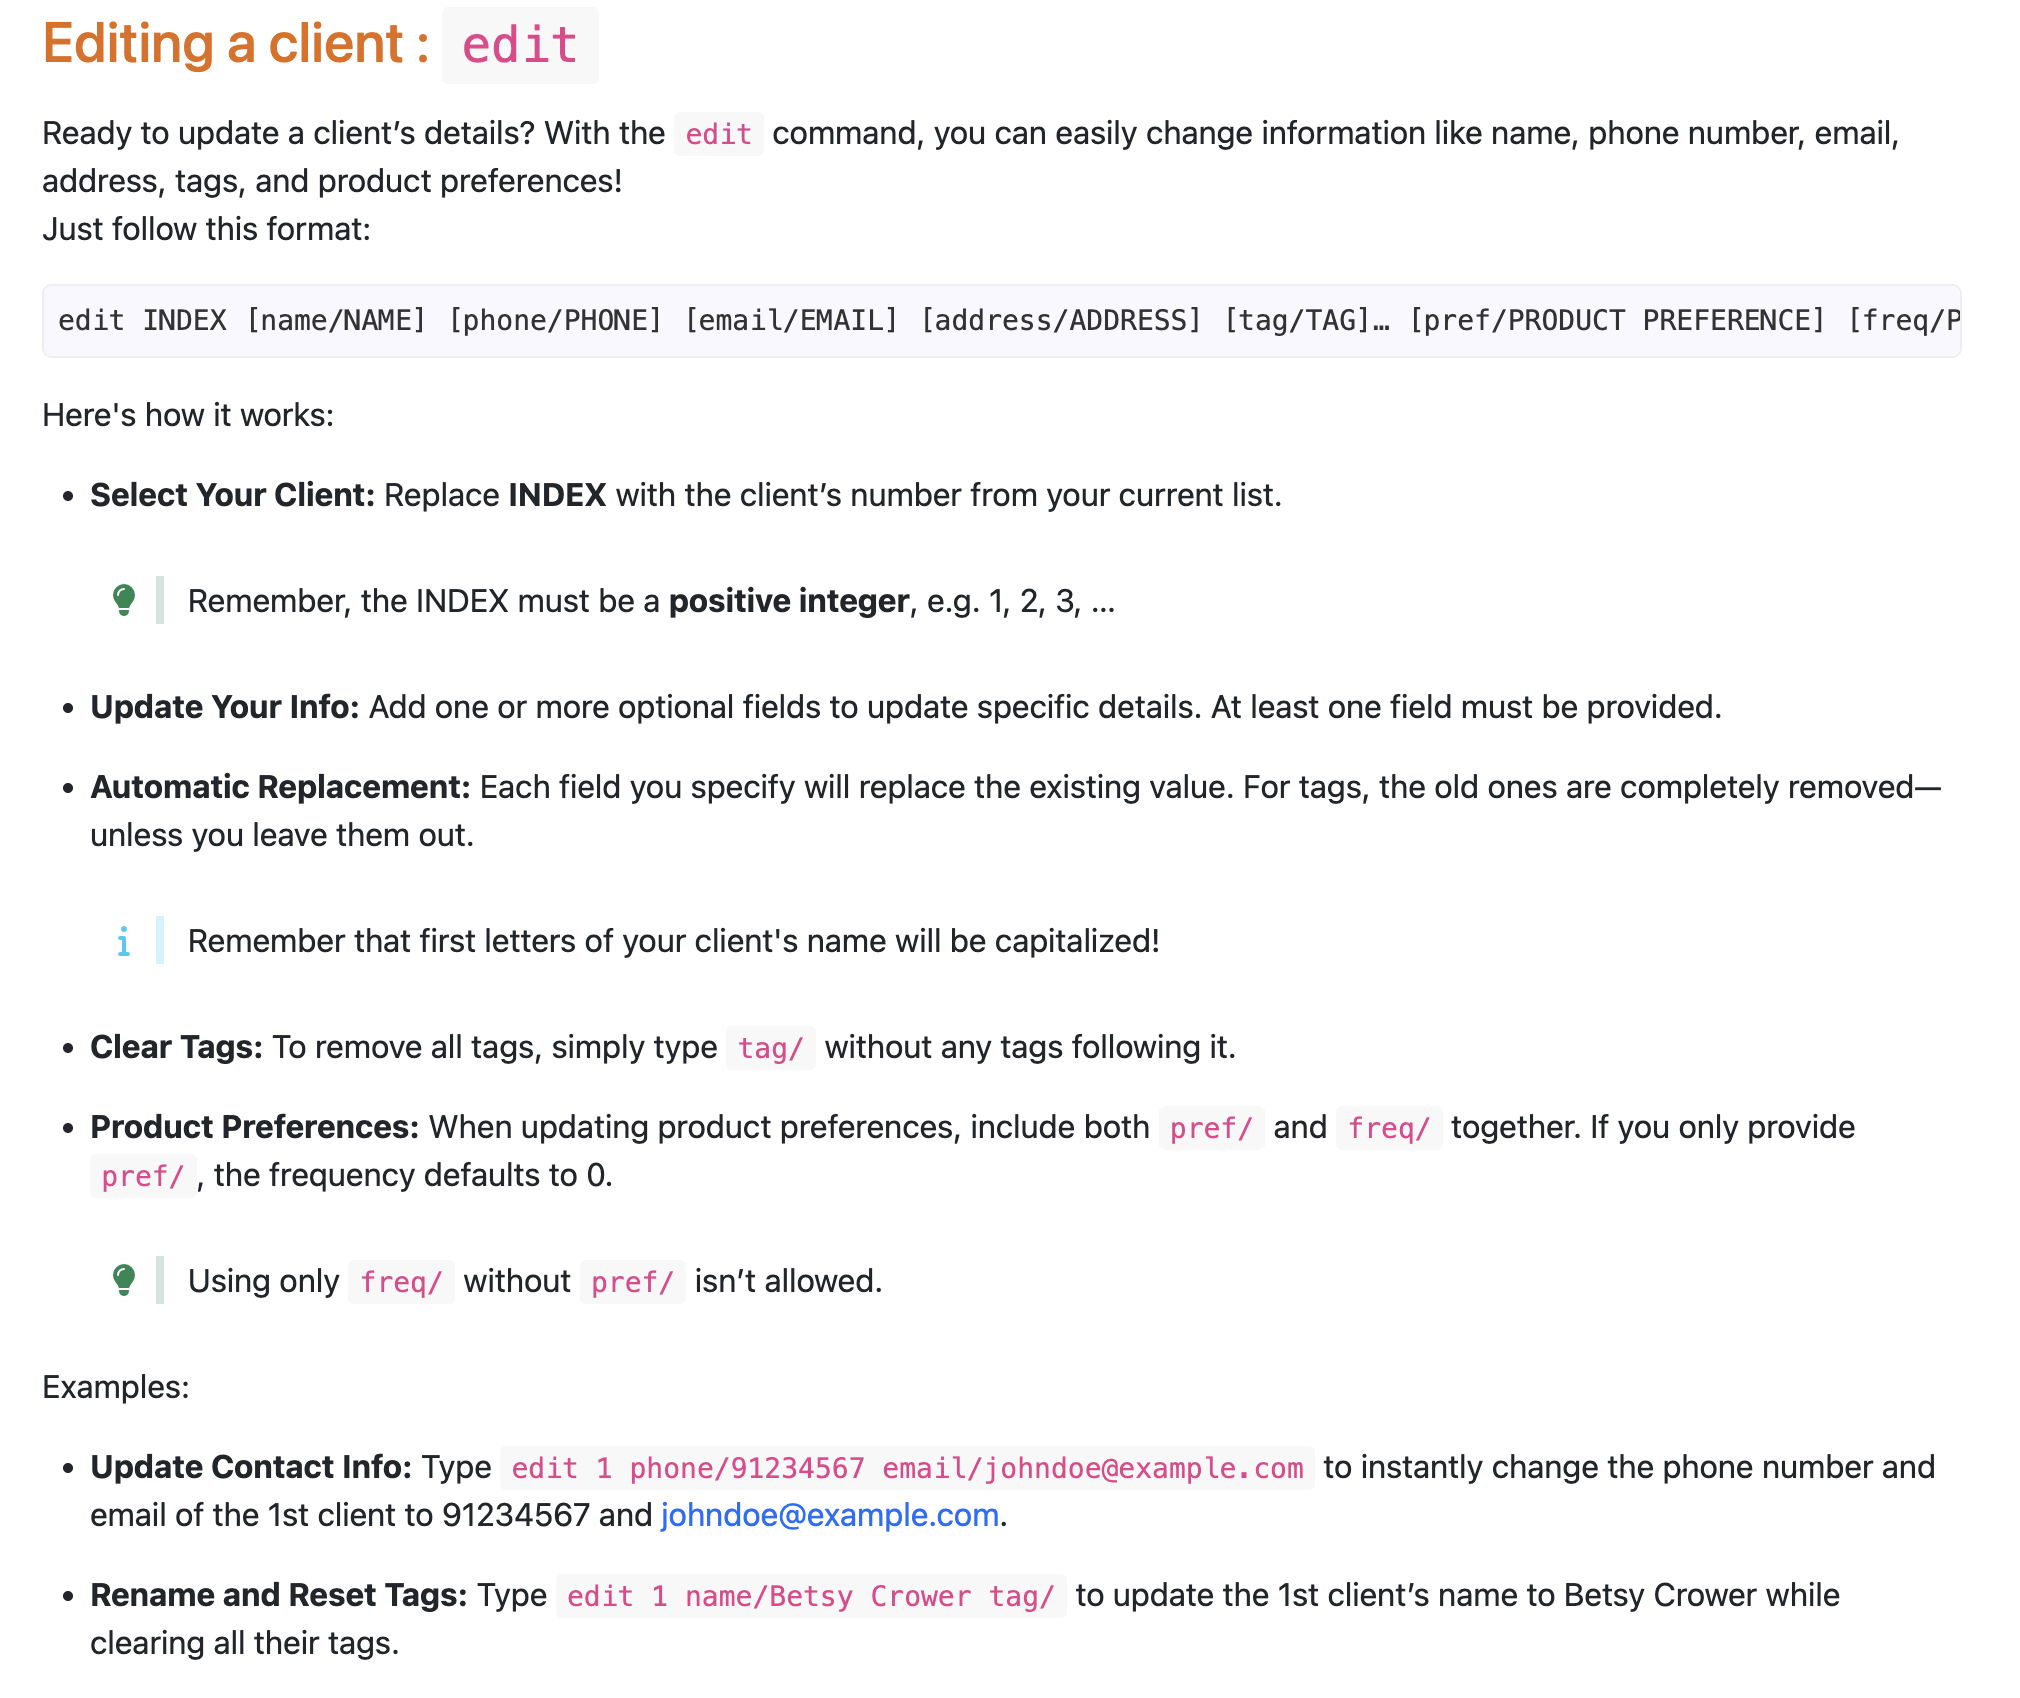 Editing a client : edit
Ready to update a client’s details? With the edit command, you can easily change information like name, phone number, email,
address, tags, and product preferences!
Just follow this format:
edit INDEX [name/NAME] [phone/PHONE] [email/EMAIL] [address/ADDRESS] [tag/TAG]… [pref/PRODUCT PREFERENCE] [freq/P
Here's how it works:
• Select Your Client: Replace INDEX with the client’s number from your current list.
Remember, the INDEX must be a positive integer, e.g. 1, 2, 3, ...
• Update Your Info: Add one or more optional fields to update specific details. At least one field must be provided.
• Automatic Replacement: Each field you specify will replace the existing value. For tags, the old ones are completely removed—
unless you leave them out.
Remember that first letters of your client's name will be capitalized!
• Clear Tags: To remove all tags, simply type tag/ without any tags following it.
• Product Preferences: When updating product preferences, include both pref/ and freq/ together. If you only provide
pref/ , the frequency defaults to 0.
Using only freq/ without pref/ isn’t allowed.
Examples:
• Update Contact Info: Type edit 1 phone/91234567 email/johndoe@example.com to instantly change the phone number and
email of the 1st client to 91234567 and johndoe@example.com.
• Rename and Reset Tags: Type edit 1 name/Betsy Crower tag/ to update the 1st client’s name to Betsy Crower while
clearing all their tags.